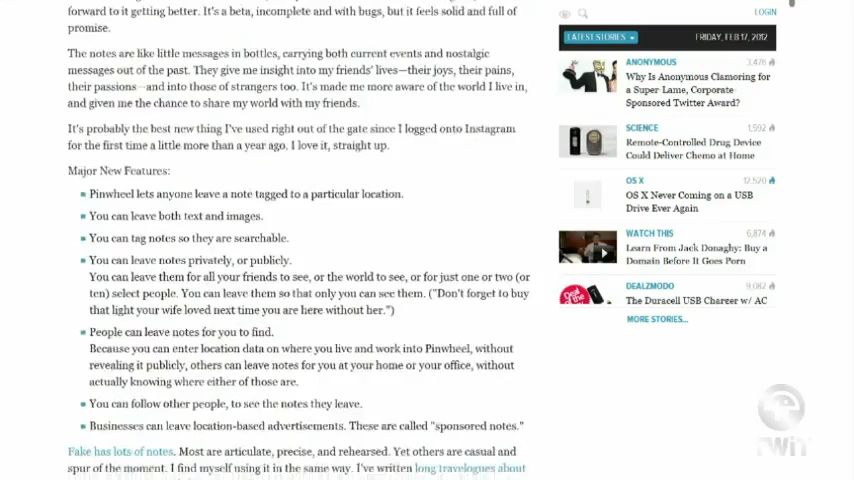 forward to it getting better. It's a beta, incomplete and with bugs, but it feels solid and full of
promise.
The notes are like little messages in bottles, carrying both current events and nostalgic
messages out of the past. They give me insight into my friends' lives—their joys, their pains,
their passions—and into those of strangers too. It's made me more aware of the world I live in,
and given me the chance to share my world with my friends.
It's probably the best new thing I've used right out of the gate since I logged onto Instagram
for the first time a little more than a year ago. I love it, straight up.
Major New Features:
Pinwheel lets anyone leave a note tagged to a particular location.
You can leave both text and images.
You can tag notes so they are searchable.
You can leave notes privately, or publicly.
You can leave them for all your friends to see, or the world to see, or for just one or two (or
ten) select people. You can leave them so that only you can see them. ("Don't forget to buy
that light your wife loved next time you are here without her.")
People can leave notes for you to find.
Because you can enter location data on where you live and work into Pinwheel, without
revealing it publicly, others can leave notes for you at your home or your office, without
actually knowing where either of those are.
You can follow other people, to see the notes they leave.
Businesses can leave location-based advertisements. These are called "sponsored notes."
Fake has lots of notes. Most are articulate, precise, and rehearsed. Yet others are casual and
spur of the moment. I find myself using it in the same way. I've written long travelogues about
LOGIN
LATEST STORIES
FRIDAY, FEB 17, 2012
ANONYMOUS
3,476
Why Is Anonymous Clamoring for
a Super-Lame, Corporate
Sponsored Twitter Award?
SCIENCE
1,592
Remote-Controlled Drug Device
Could Deliver Chemo at Home
OS X
12,520
OS X Never Coming on a USB
Drive Ever Again
WATCH THIS
6,874
Learn From Jack Donaghy: Buy a
Domain Before It Goes Porn
DEALZMODO
9,082
Deal of the
The Duracell USB Charger w/ AC
MORE STORIES...
TWiT